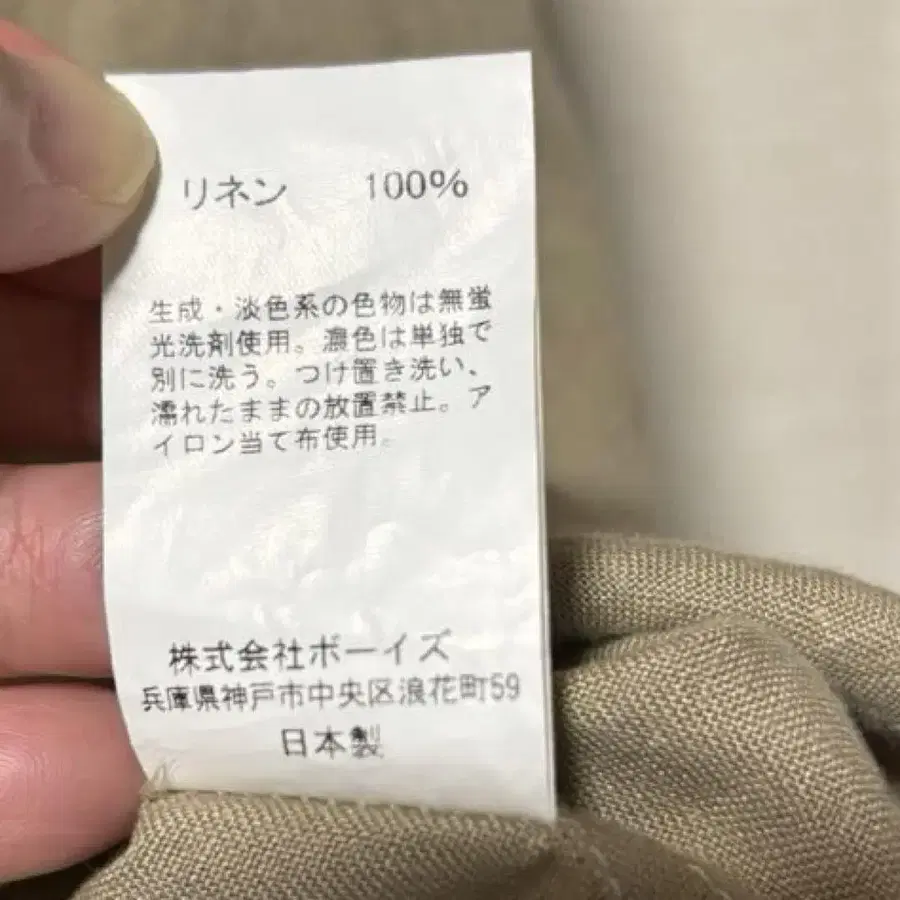 リネン 100%
生成・淡色系の色物は無蛍
光洗剤使用。濃色は単独で
別に洗う。つけ置き洗い、
濡れたままの放置禁止。ア
イロン当て布使用。
株式会社ボーイズ
兵庫県神戸市中央区浪花町59
日本製